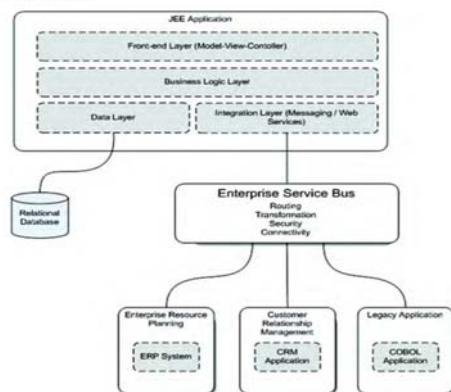 JEE Application
Front-end Layer (Model-View-Contoller)
Business Logic Layer
Data Layer
Integration Layer (Messaging / Web
Services)
Relational
Database
Enterprise Service Bus
Routing
Transformation
Security
Connectivity
Enterprise Resource
Planning
ERP System
Customer
Relationship
Management
CRM
Application
Legacy Application
COBOL
Application